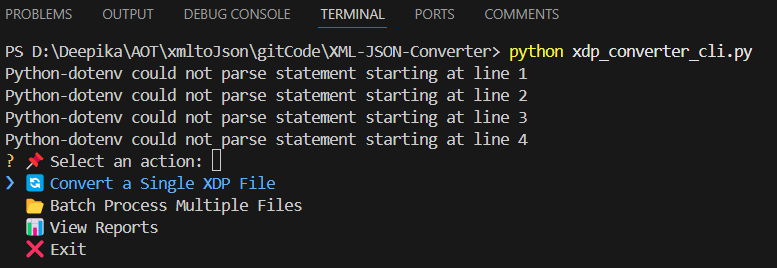 PROBLEMS OUTPUT DEBUG CONSOLE TERMINAL PORTS COMMENTS
PS D:\Deepika\AOT\xmltoJson\gitCode\XML-JSON-Converter> python xdp_converter_cli.py
Python-dotenv could not parse statement starting at line 1
Python-dotenv could not parse statement starting at line 2
Python-dotenv could not parse statement starting at line 3
Python-dotenv could not parse statement starting at line 4
? 📌 Select an action:
❯ 🔄 Convert a Single XDP File
📂 Batch Process Multiple Files
📊 View Reports
❌ Exit